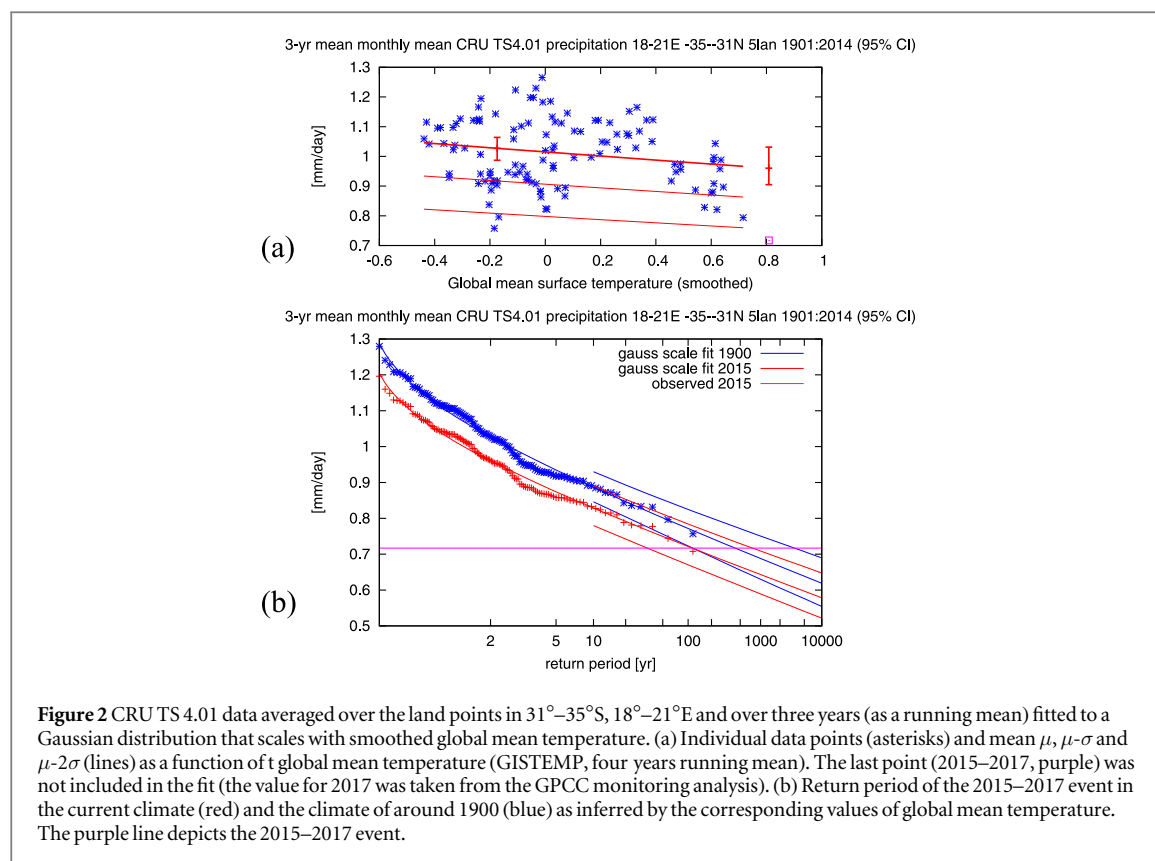 3-yr mean monthly mean CRU TS4.01 precipitation 18-21E -35--31N 5lan 1901:2014 (95% CI)
1.3
1.2
1.1
1
0.9
0.8
0.7
[mm/day]
-0.6 -0.4 -0.2 0 0.2 0.4 0.6 0.8 1
Global mean surface temperature (smoothed)
(a)
3-yr mean monthly mean CRU TS4.01 precipitation 18-21E -35--31N 5lan 1901:2014 (95% CI)
gauss scale fit 1900
gauss scale fit 2015
observed 2015
1.3
1.2
1.1
1
0.9
0.8
0.7
0.6
0.5
[mm/day]
2 5 10 100 1000 10000
return period [yr]
(b)
Figure 2 CRU TS 4.01 data averaged over the land points in 31°–35°S, 18°–21°E and over three years (as a running mean) fitted to a
Gaussian distribution that scales with smoothed global mean temperature. (a) Individual data points (asterisks) and mean μ, μ-σ and
μ-2σ (lines) as a function of t global mean temperature (GISTEMP, four years running mean). The last point (2015–2017, purple) was
not included in the fit (the value for 2017 was taken from the GPCC monitoring analysis). (b) Return period of the 2015–2017 event in
the current climate (red) and the climate of around 1900 (blue) as inferred by the corresponding values of global mean temperature.
The purple line depicts the 2015–2017 event.